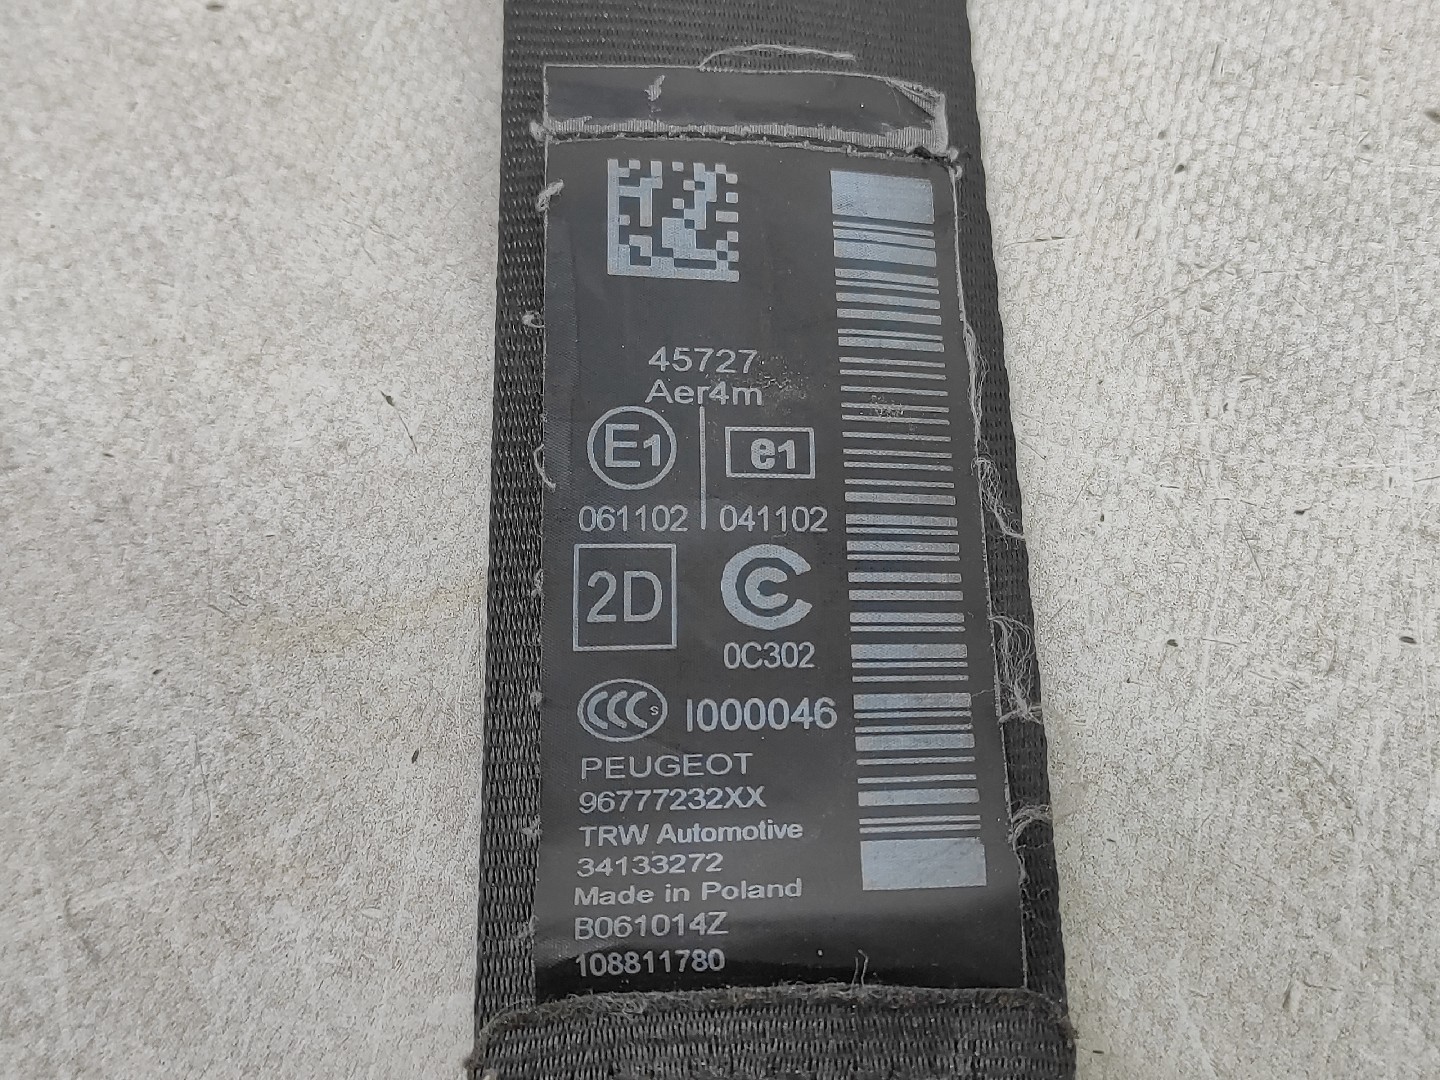 45727
Aer4m
E1 e1
061102 041102
2D C
0C302
CCC S I000046
PEUGEOT
96777232XX
TRW Automotive
34133272
Made in Poland
B061014Z
108811780